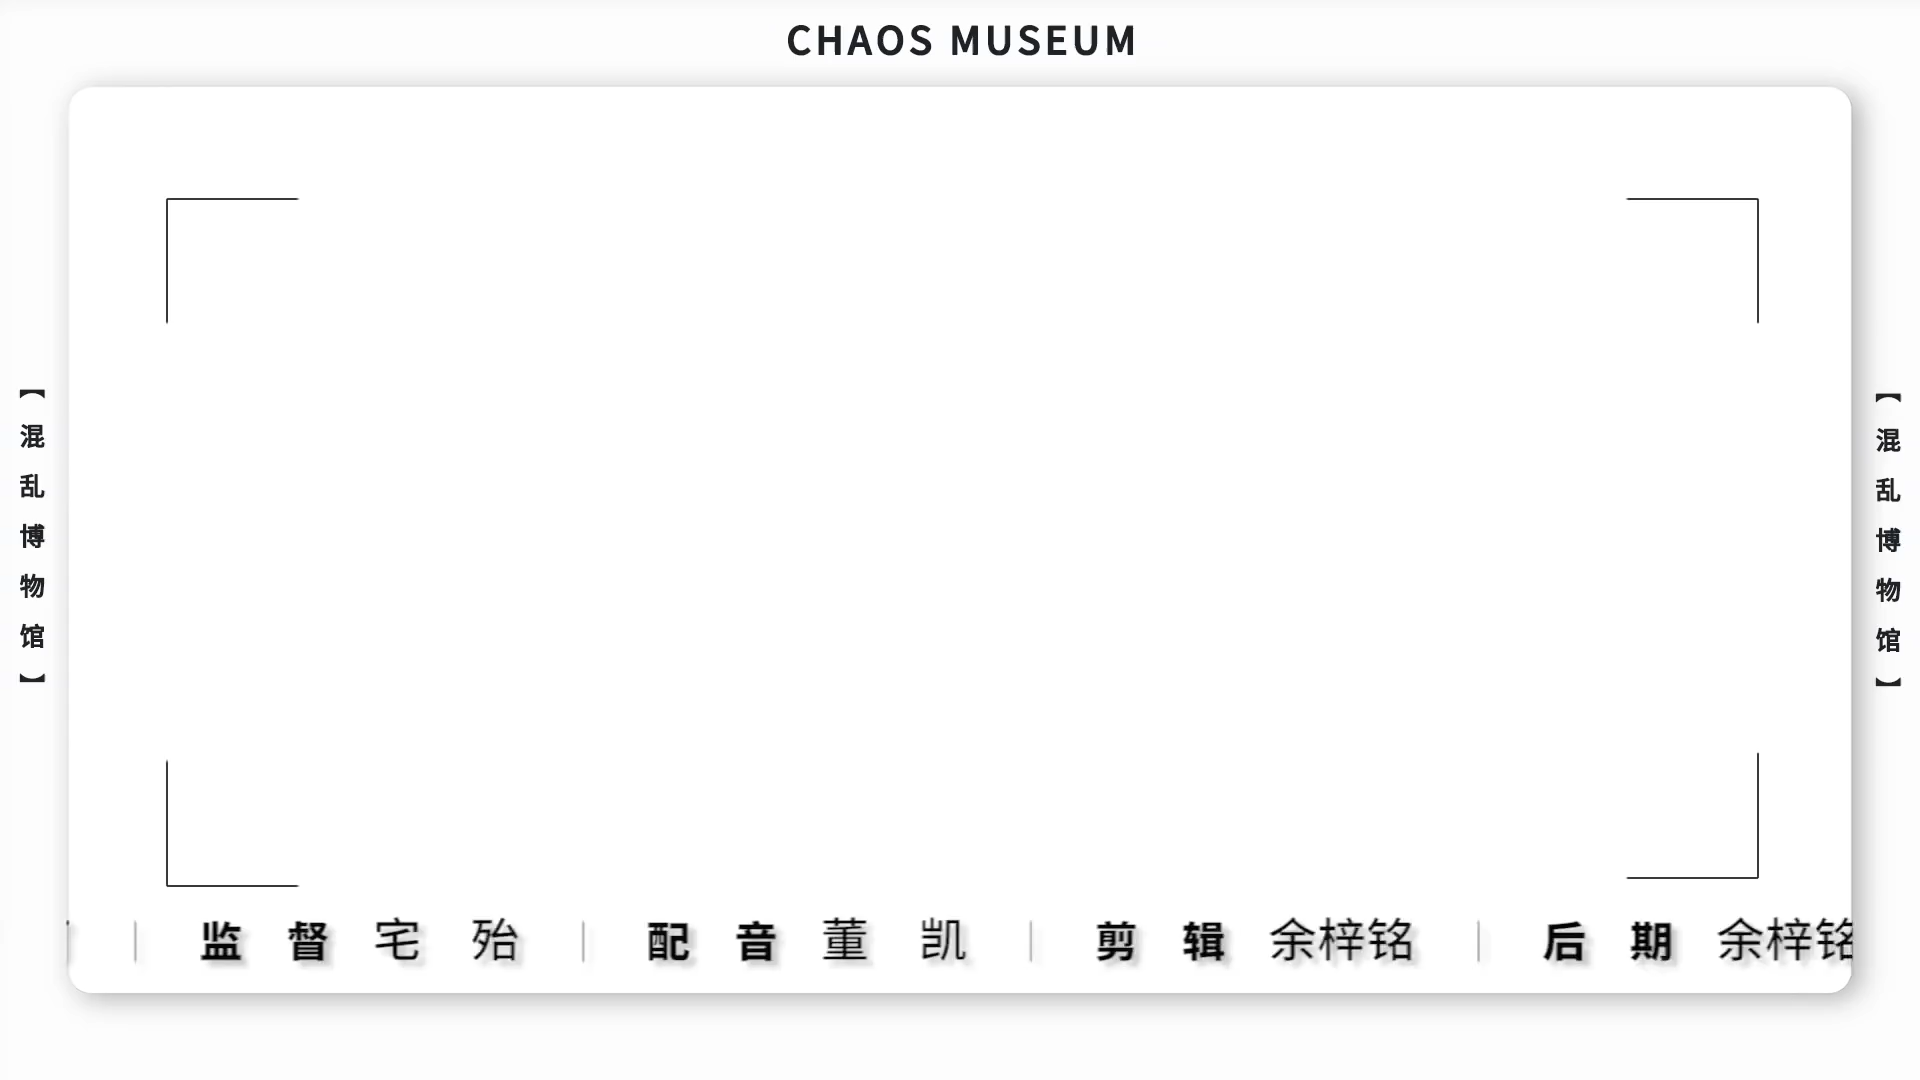 CHAOS MUSEUM
【混乱博物馆】
【混乱博物馆】
监 督 宅 殆 | 配 音 董 凯 | 剪 辑 余梓铭 | 后 期 余梓铭